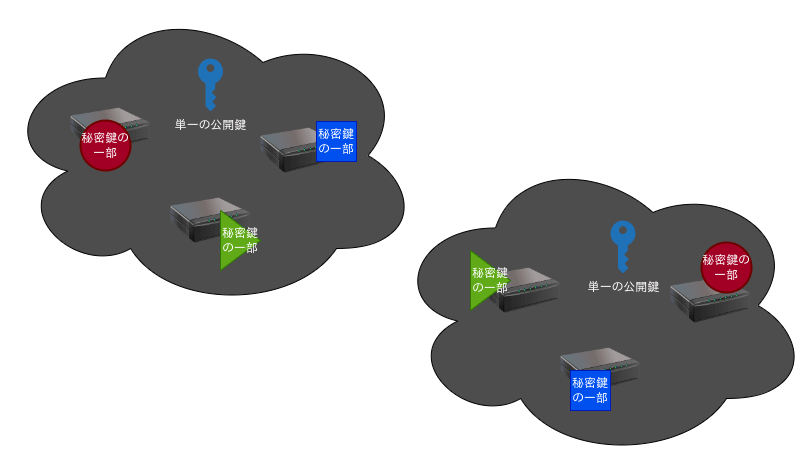 単一の公開鍵
秘密鍵の
一部
秘密鍵
の一部
秘密鍵
の一部
秘密鍵の
一部
秘密鍵
の一部
単一の公開鍵
秘密鍵
の一部